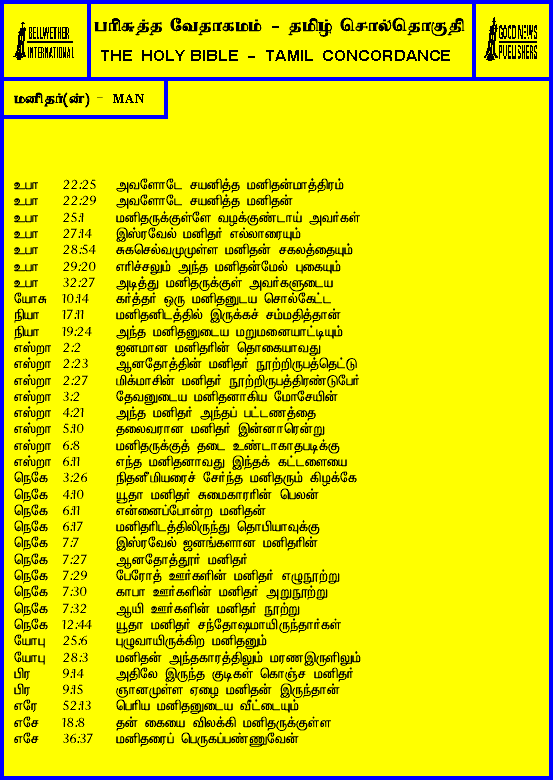 BELLWETHER
INTERNATIONAL
பரிசுத்த வேதாகமம் - தமிழ் சொல்தொகுதி
THE HOLY BIBLE - TAMIL CONCORDANCE
GOOD NEWS
PUBLISHERS
மனிதர்(ன்) - MAN
உபா 22:25 அவளோடே சயனித்த மனிதன்மாத்திரம்
உபா 22:29 அவளோடே சயனித்த மனிதன்
உபா 25:1 மனிதருக்குள்ளே வழக்குண்டாய் அவர்கள்
உபா 27:14 இஸ்ரவேல் மனிதர் எல்லாரையும்
உபா 28:54 சுகசெல்வமுமுள்ள மனிதன் சகலத்தையும்
உபா 29:20 எரிச்சலும் அந்த மனிதன்மேல் புகையும்
உபா 32:27 அடித்து மனிதருக்குள் அவர்களுடைய
யோசு 10:14 கர்த்தர் ஒரு மனிதனுடய சொல்கேட்ட
நியா 17:11 மனிதனிடத்தில் இருக்கச் சம்மதித்தான்
நியா 19:24 அந்த மனிதனுடைய மறுமனையாட்டியும்
எஸ்றா 2:2 ஜனமான மனிதரின் தொகையாவது
எஸ்றா 2:23 ஆனதோத்தின் மனிதர் நூற்றிருபத்தெட்டு
எஸ்றா 2:27 மிக்மாசின் மனிதர் நூற்றிருபத்திரண்டுபேர்
எஸ்றா 3:2 தேவனுடைய மனிதனாகிய மோசேயின்
எஸ்றா 4:21 அந்த மனிதர் அந்தப் பட்டணத்தை
எஸ்றா 5:10 தலைவரான மனிதர் இன்னாரென்று
எஸ்றா 6:8 மனிதருக்குத் தடை உண்டாகாதபடிக்கு
எஸ்றா 6:11 எந்த மனிதனாவது இந்தக் கட்டளையை
நெகே 3:26 நிதனீமியரைச் சேர்ந்த மனிதரும் கிழக்கே
நெகே 4:10 யூதா மனிதர் சுமைகாரரின் பெலன்
நெகே 6:11 என்னைப்போன்ற மனிதன்
நெகே 6:17 மனிதரிடத்திலிருந்து தொபியாவுக்கு
நெகே 7:7 இஸ்ரவேல் ஜனங்களான மனிதரின்
நெகே 7:27 ஆனதோத்தூர் மனிதர்
நெகே 7:29 பேரோத் ஊர்களின் மனிதர் எழுநூற்று
நெகே 7:30 காபா ஊர்களின் மனிதர் அறுநூற்று
நெகே 7:32 ஆயி ஊர்களின் மனிதர் நூற்று
நெகே 12:44 யூதா மனிதர் சந்தோஷமாயிருந்தார்கள்
யோபு 25:6 புழுவாயிருக்கிற மனிதனும்
யோபு 28:3 மனிதன் அந்தகாரத்திலும் மரணஇருளிலும்
பிர 9:14 அதிலே இருந்த குடிகள் கொஞ்ச மனிதர்
பிர 9:15 ஞானமுள்ள ஏழை மனிதன் இருந்தான்
எரே 52:13 பெரிய மனிதனுடைய வீட்டையும்
எசே 18:8 தன் கையை விலக்கி மனிதருக்குள்ள
எசே 36:37 மனிதரைப் பெருகப்பண்ணுவேன்